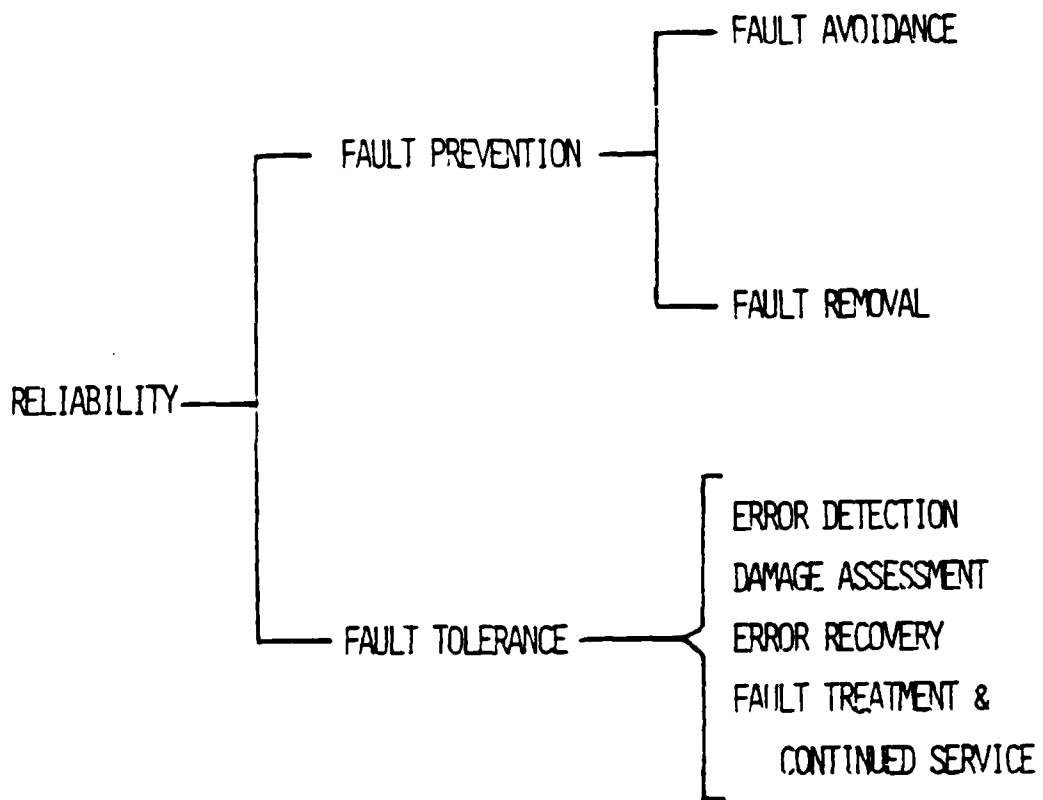 FAULT AVOIDANCE
FAULT PREVENTION
FAULT REMOVAL
RELIABILITY
ERROR DETECTION
DAMAGE ASSESSMENT
FAULT TOLERANCE
ERROR RECOVERY
FAULT TREATMENT &
CONTINUED SERVICE